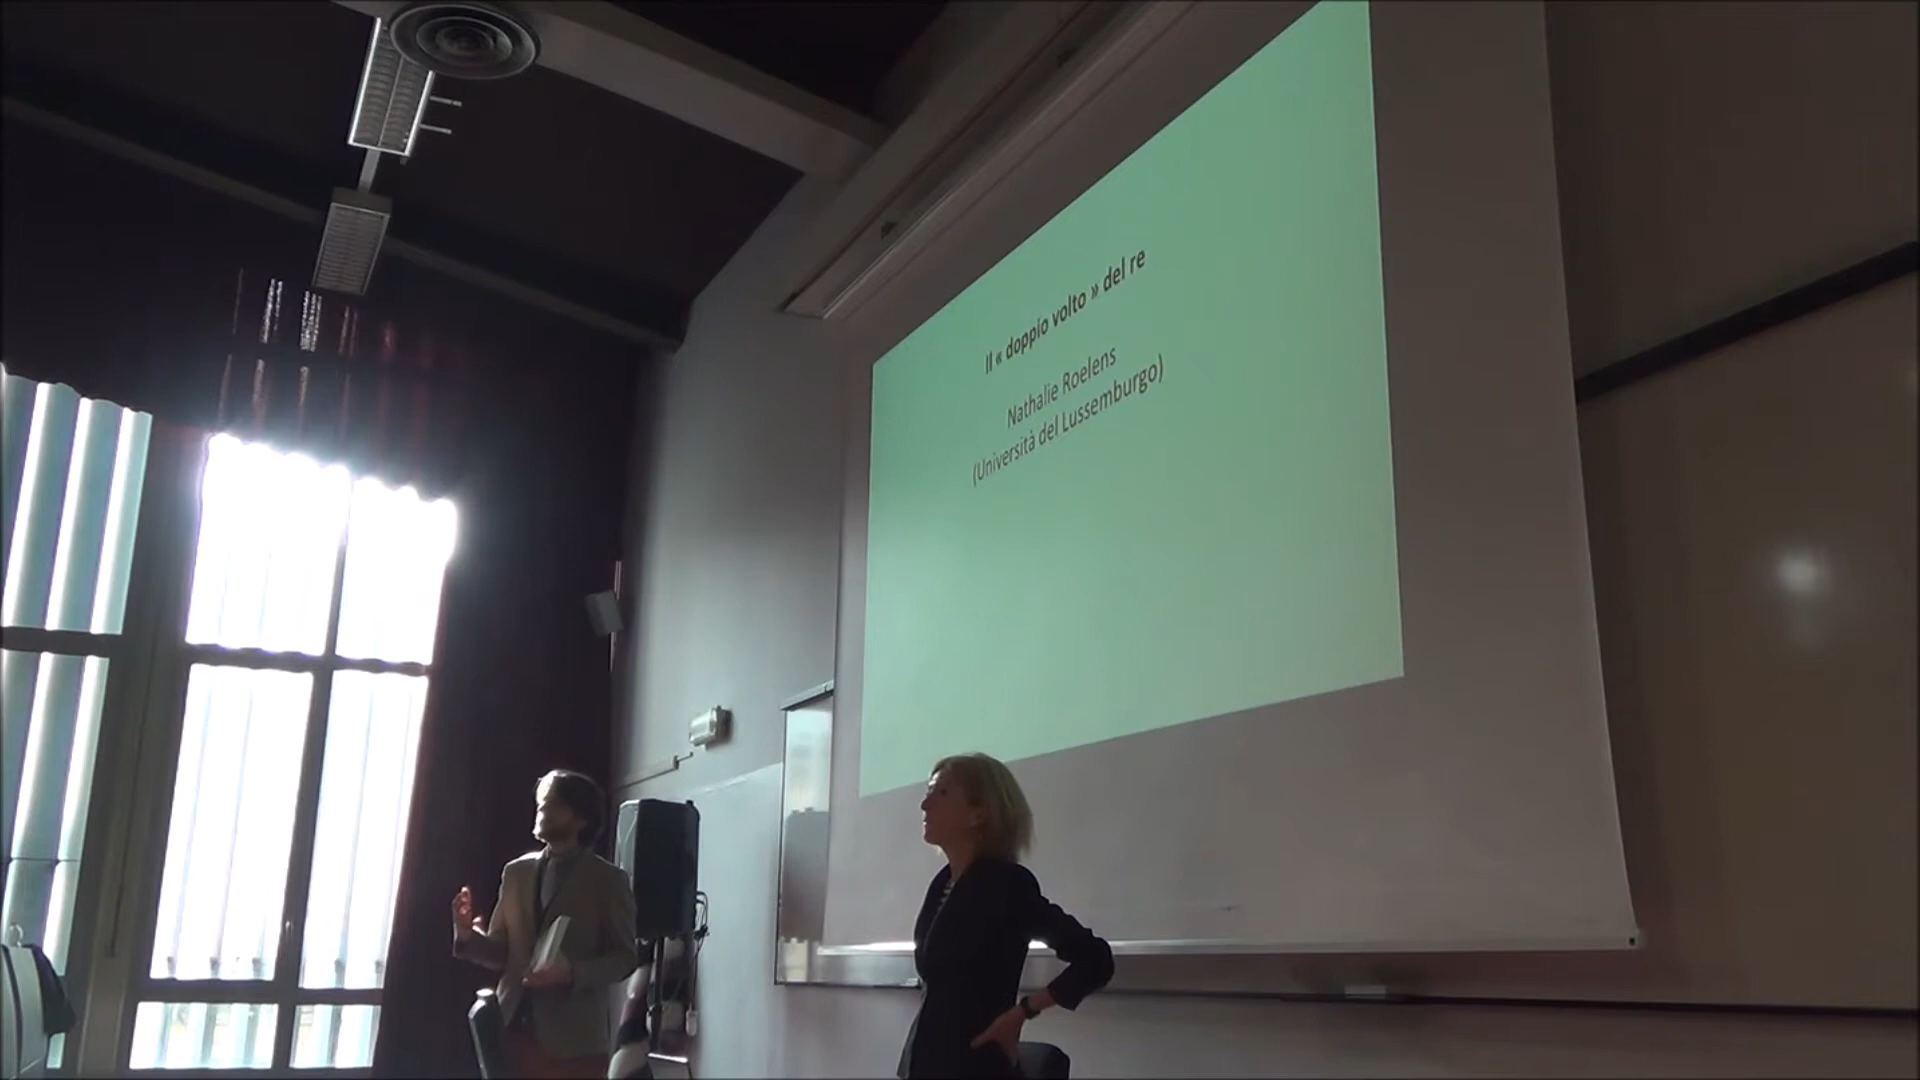 Il « doppio volto » del re
Nathalie Roelens
(Università del Lussemburgo)